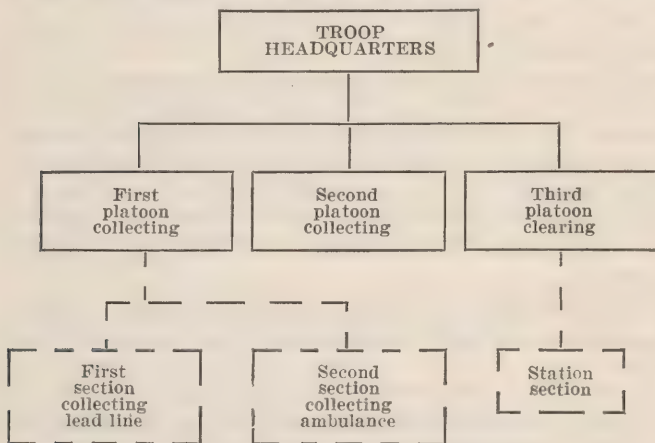 TROOP
HEADQUARTERS
First
platoon
collecting
Second
platoon
collecting
Third
platoon
clearing
First
section
collecting
lead line
Second
section
collecting
ambulance
Station
section